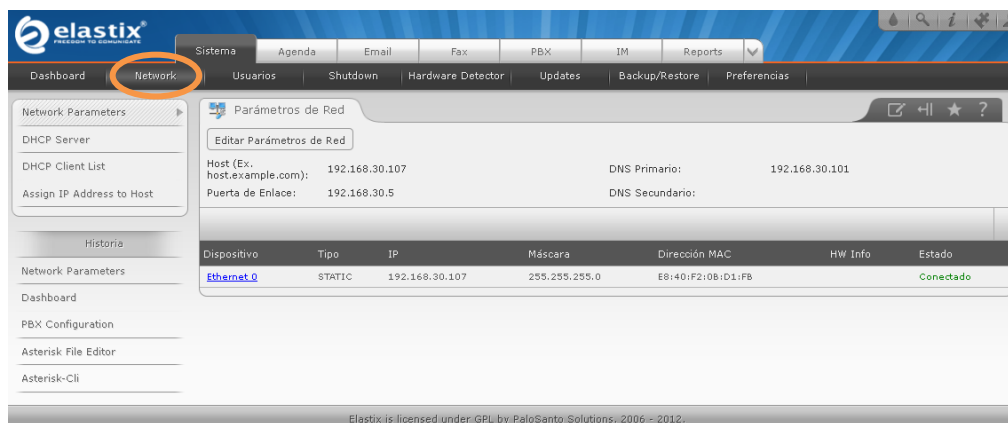 elastix®
FREEDOM TO COMMUNICATE
Sistema Agenda Email Fax PBX IM Reports
Dashboard Network Usuarios Shutdown Hardware Detector Updates Backup/Restore Preferencias
Network Parameters
DHCP Server
DHCP Client List
Assign IP Address to Host
Historia
Network Parameters
Dashboard
PBX Configuration
Asterisk File Editor
Asterisk-Cli
Parámetros de Red
Editar Parámetros de Red
Host (Ex. host.example.com): 192.168.30.107 DNS Primario: 192.168.30.101
Puerta de Enlace: 192.168.30.5 DNS Secundario:
Dispositivo Tipo IP Máscara Dirección MAC HW Info Estado
Ethernet 0 STATIC 192.168.30.107 255.255.255.0 E8:40:F2:0B:D1:FB Conectado
Elastix is licensed under GPL by PaloSanto Solutions. 2006 - 2012.